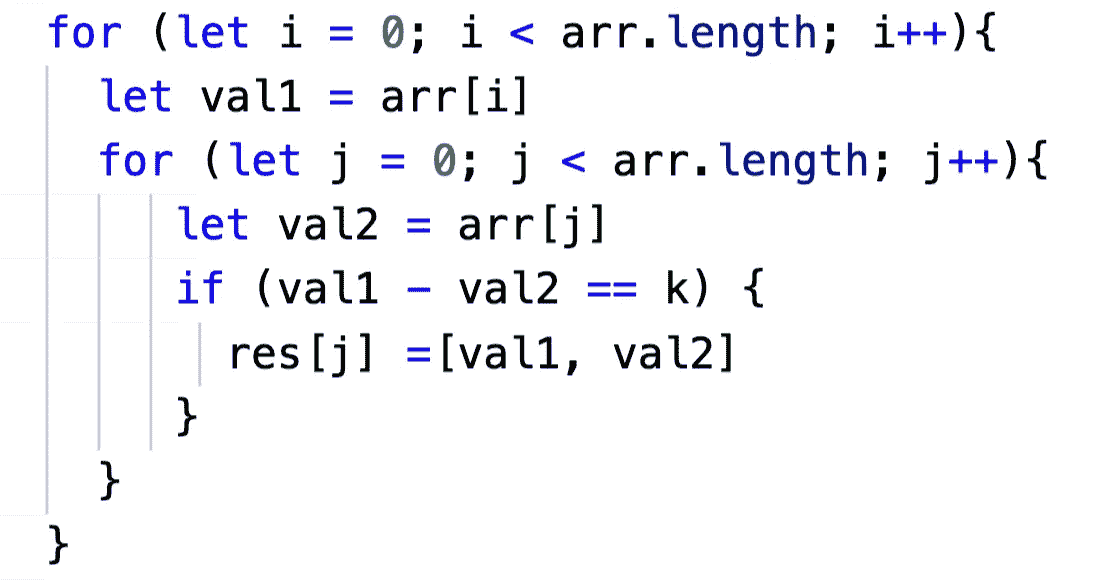 for (let i = 0; i < arr.length; i++){
let val1 = arr[i]
for (let j = 0; j < arr.length; j++){
let val2 = arr[j]
if (val1 - val2 == k) {
res[j] =[val1, val2]
}
}
}